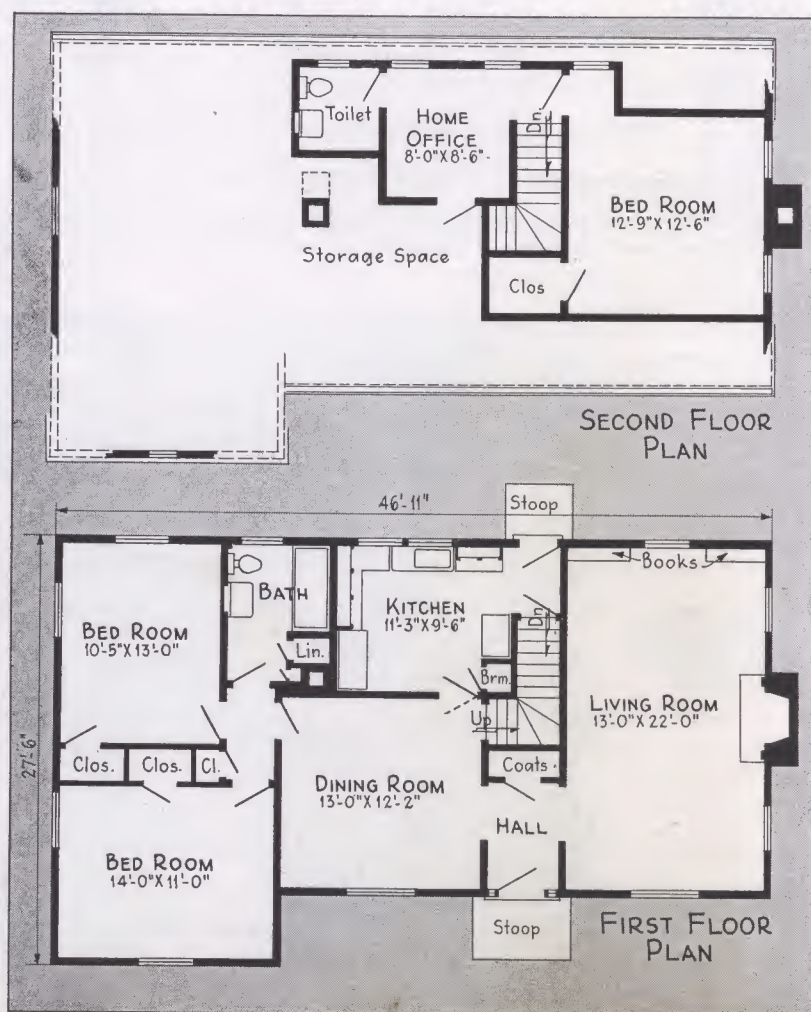 Toilet
HOME
OFFICE
8'-0"X8'-6"
Dn
BED ROOM
12'-9"X12'-6"
Storage Space
Clos
SECOND FLOOR
PLAN
46'-11"
Stoop
Books
BATH
KITCHEN
11'-3"X9'-6"
BED ROOM
10'-5"X13'-0"
Dn
Lin.
Brm.
LIVING ROOM
13'-0"X22'-0"
Up
27'-6"
Clos.
Clos.
Cl.
Coats
DINING ROOM
13'-0"X12'-2"
HALL
BED ROOM
14'-0"X11'-0"
Stoop
FIRST FLOOR
PLAN